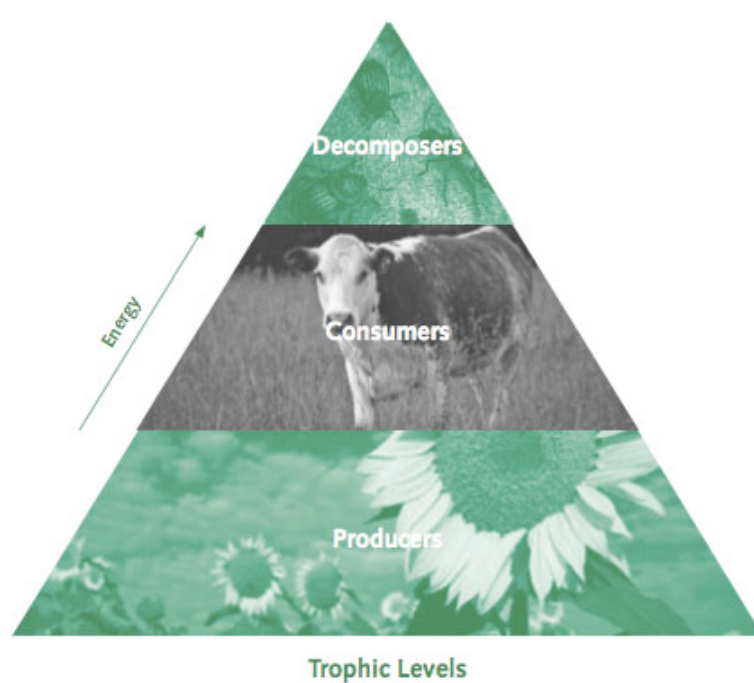 Decomposers
Energy
Consumers
Producers
Trophic Levels